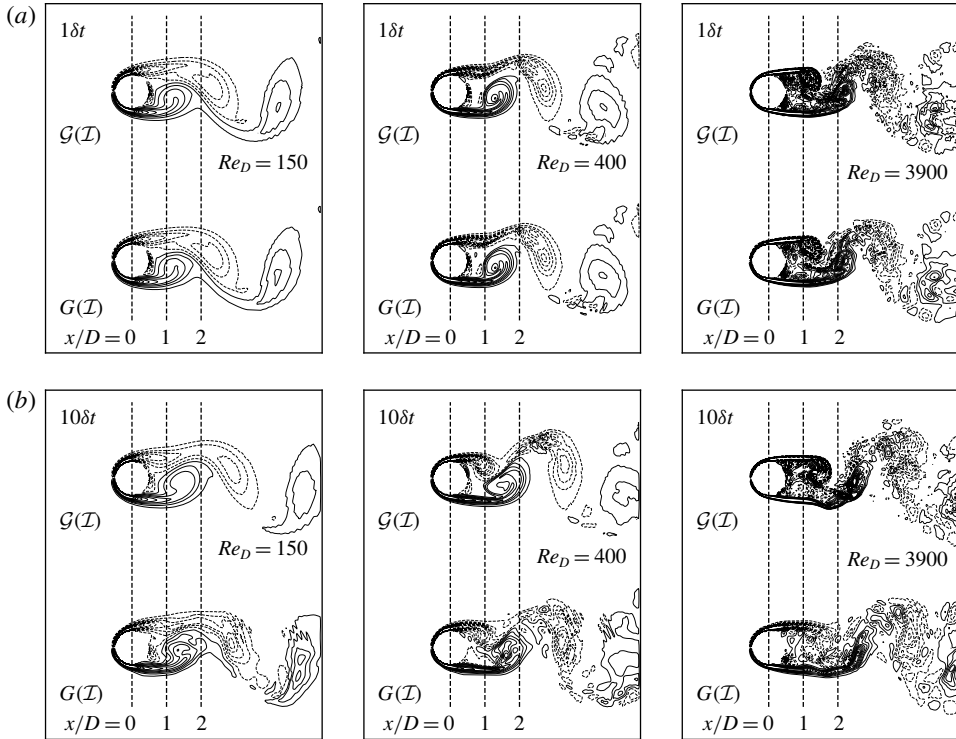 (a)
1δt
𝒢(ℐ)
Re_D = 150
G(ℐ)
x/D = 0 1 2
1δt
𝒢(ℐ)
Re_D = 400
G(ℐ)
x/D = 0 1 2
1δt
𝒢(ℐ)
Re_D = 3900
G(ℐ)
x/D = 0 1 2
(b)
10δt
𝒢(ℐ)
Re_D = 150
G(ℐ)
x/D = 0 1 2
10δt
𝒢(ℐ)
Re_D = 400
G(ℐ)
x/D = 0 1 2
10δt
𝒢(ℐ)
Re_D = 3900
G(ℐ)
x/D = 0 1 2